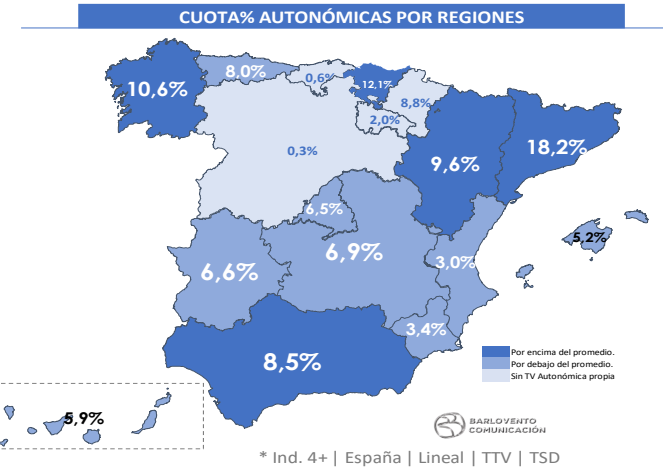 CUOTA% AUTONÓMICAS POR REGIONES
10,6%
8,0%
0,6%
12,1%
8,8%
2,0%
0,3%
9,6%
18,2%
6,5%
6,9%
6,6%
3,0%
5,2%
3,4%
8,5%
5,9%
Por encima del promedio.
Por debajo del promedio.
Sin TV Autonómica propia
BARLOVENTO
COMUNICACIÓN
* Ind. 4+ | España | Lineal | TTV | TSD